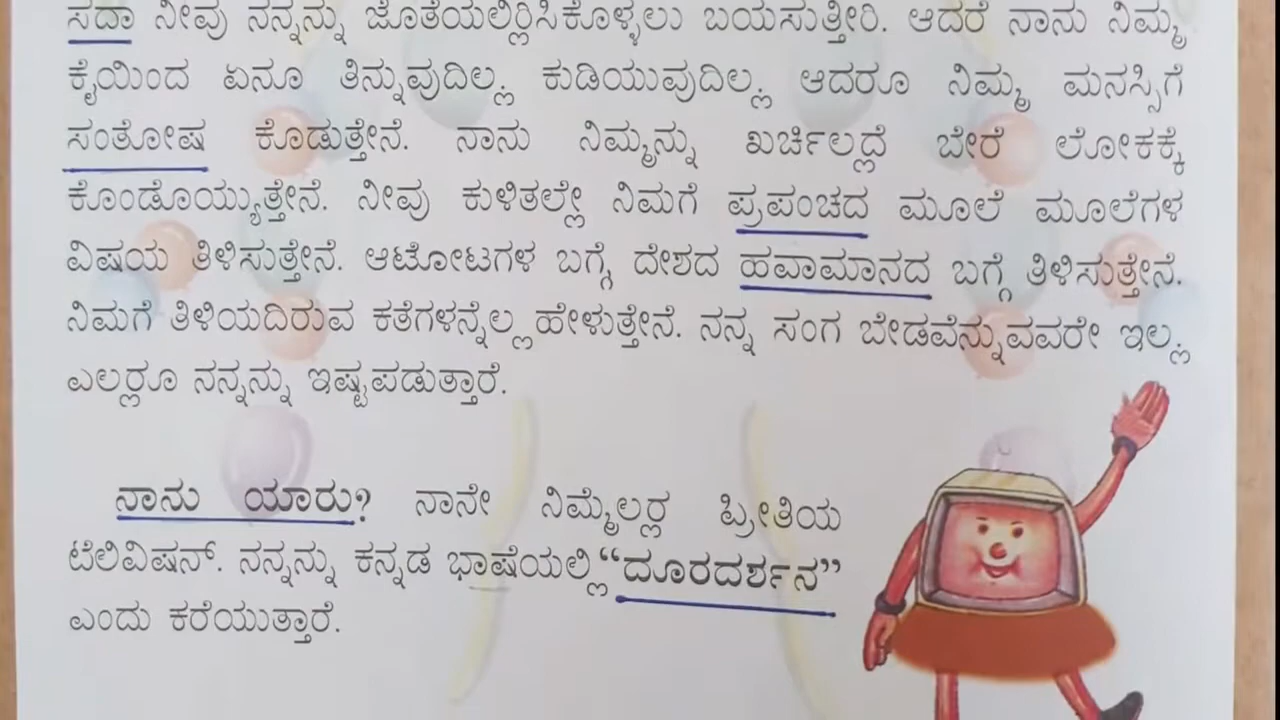 ಸದಾ ನೀವು ನನ್ನನ್ನು ಜೊತೆಯಲ್ಲಿರಿಸಿಕೊಳ್ಳಲು ಬಯಸುತ್ತೀರಿ. ಆದರೆ ನಾನು ನಿಮ್ಮ
ಕೈಯಿಂದ ಏನೂ ತಿನ್ನುವುದಿಲ್ಲ, ಕುಡಿಯುವುದಿಲ್ಲ, ಆದರೂ ನಿಮ್ಮ ಮನಸ್ಸಿಗೆ
ಸಂತೋಷ ಕೊಡುತ್ತೇನೆ. ನಾನು ನಿಮ್ಮನ್ನು ಖರ್ಚಿಲ್ಲದೆ ಬೇರೆ ಲೋಕಕ್ಕೆ
ಕೊಂಡೊಯ್ಯುತ್ತೇನೆ. ನೀವು ಕುಳಿತಲ್ಲೇ ನಿಮಗೆ ಪ್ರಪಂಚದ ಮೂಲೆ ಮೂಲೆಗಳ
ವಿಷಯ ತಿಳಿಸುತ್ತೇನೆ. ಆಟೋಟಗಳ ಬಗ್ಗೆ ದೇಶದ ಹವಾಮಾನದ ಬಗ್ಗೆ ತಿಳಿಸುತ್ತೇನೆ.
ನಿಮಗೆ ತಿಳಿಯದಿರುವ ಕತೆಗಳನ್ನೆಲ್ಲ ಹೇಳುತ್ತೇನೆ. ನನ್ನ ಸಂಗ ಬೇಡವೆನ್ನುವವರೇ ಇಲ್ಲ,
ಎಲ್ಲರೂ ನನ್ನನ್ನು ಇಷ್ಟಪಡುತ್ತಾರೆ.
ನಾನು ಯಾರು? ನಾನೇ ನಿಮ್ಮೆಲ್ಲರ ಪ್ರೀತಿಯ
ಟೆಲಿವಿಷನ್. ನನ್ನನ್ನು ಕನ್ನಡ ಭಾಷೆಯಲ್ಲಿ “ದೂರದರ್ಶನ”
ಎಂದು ಕರೆಯುತ್ತಾರೆ.